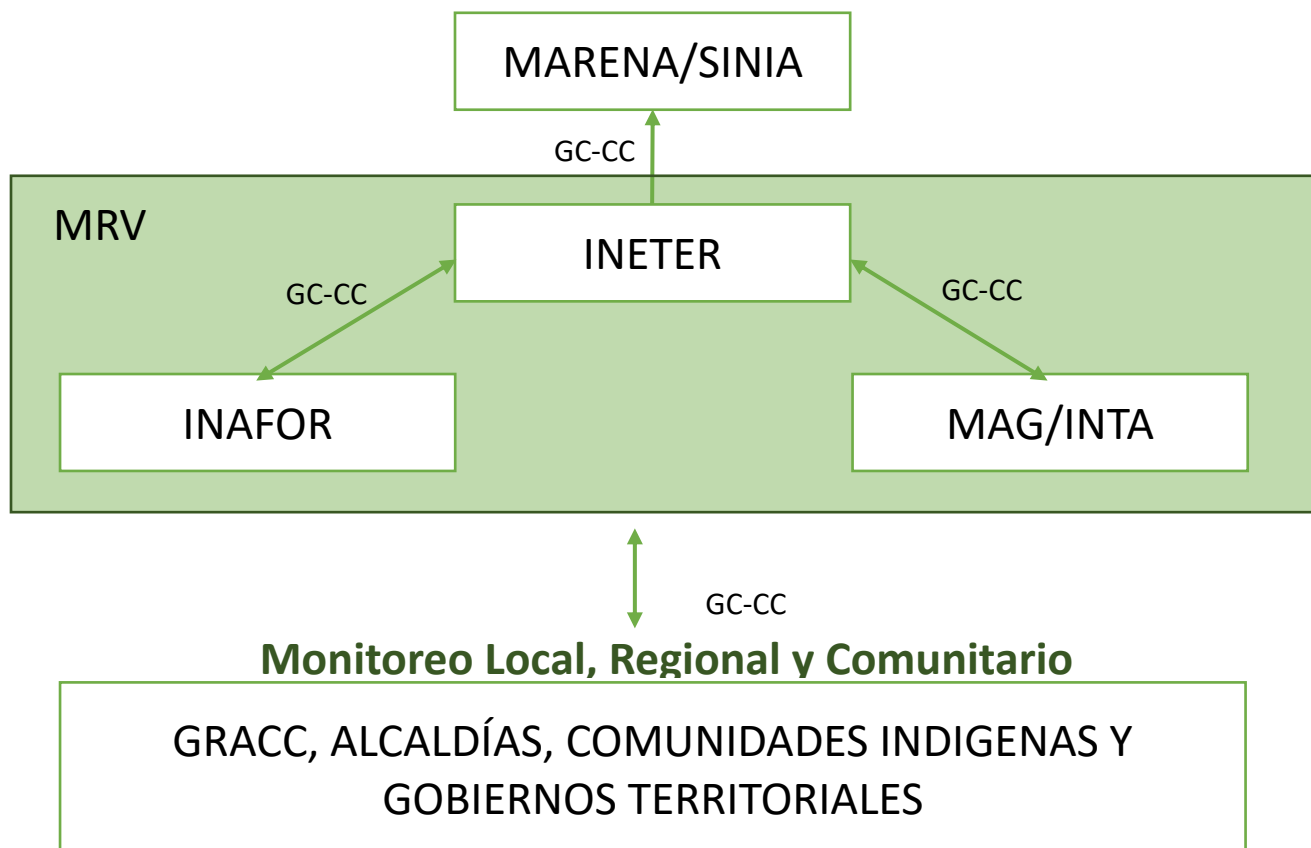 MARENA/SINIA
GC-CC
MRV
INETER
GC-CC
GC-CC
INAFOR
MAG/INTA
GC-CC
Monitoreo Local, Regional y Comunitario
GRACC, ALCALDÍAS, COMUNIDADES INDIGENAS Y
GOBIERNOS TERRITORIALES